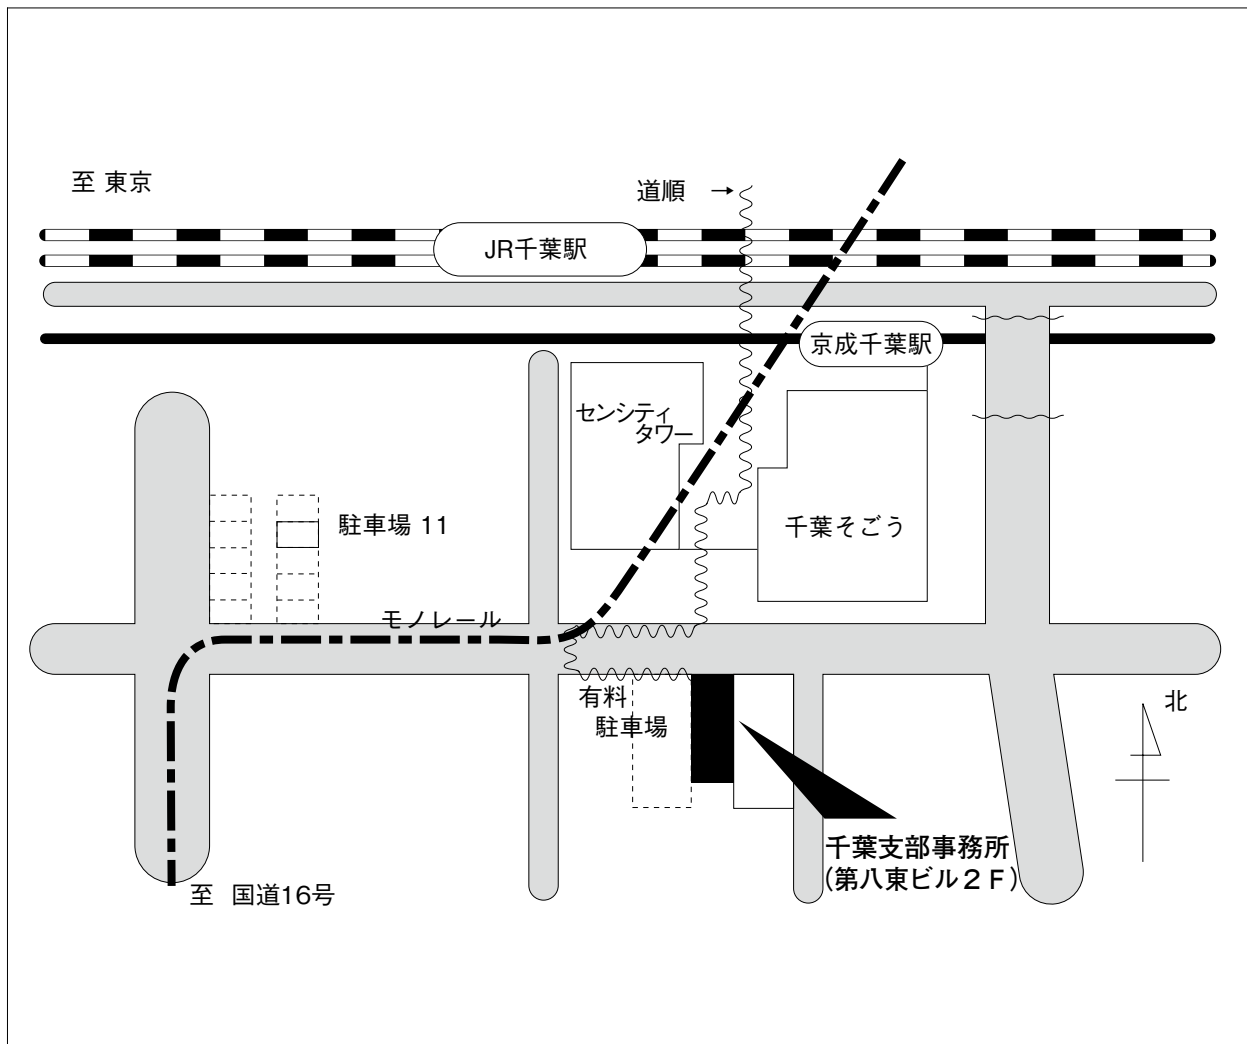 至 東京
道順
JR千葉駅
京成千葉駅
センシティ
タワー
駐車場 11
千葉そごう
モノレール
有料
駐車場
北
千葉支部事務所
(第八東ビル２Ｆ)
至 国道16号